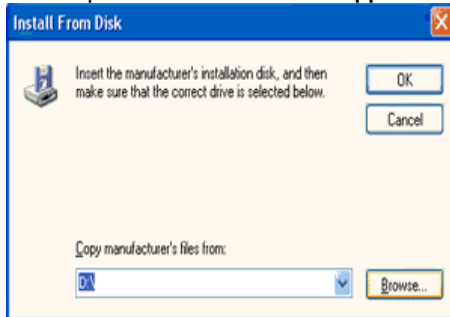 Install From Disk
Insert the manufacturer's installation disk, and then
make sure that the correct drive is selected below.
OK
Cancel
Copy manufacturer's files from:
D:\
Browse...